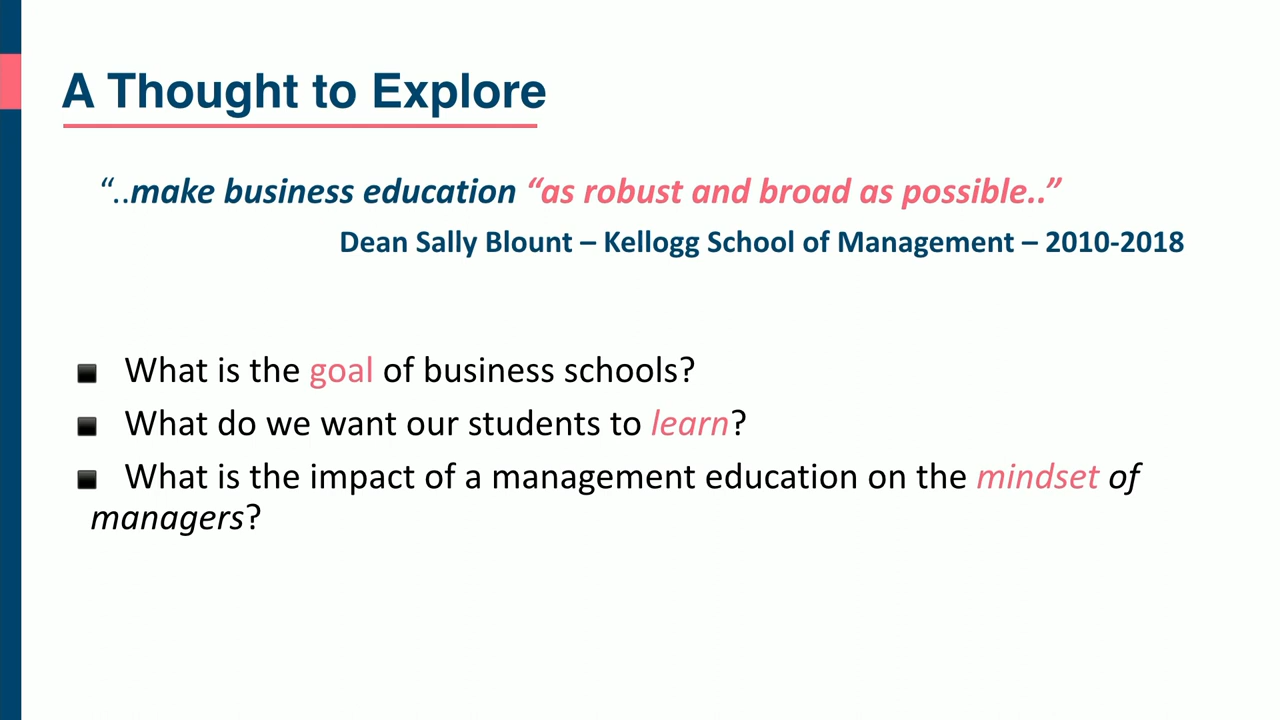 A Thought to Explore
“..make business education “as robust and broad as possible..”
Dean Sally Blount – Kellogg School of Management – 2010-2018
What is the goal of business schools?
What do we want our students to learn?
What is the impact of a management education on the mindset of
managers?